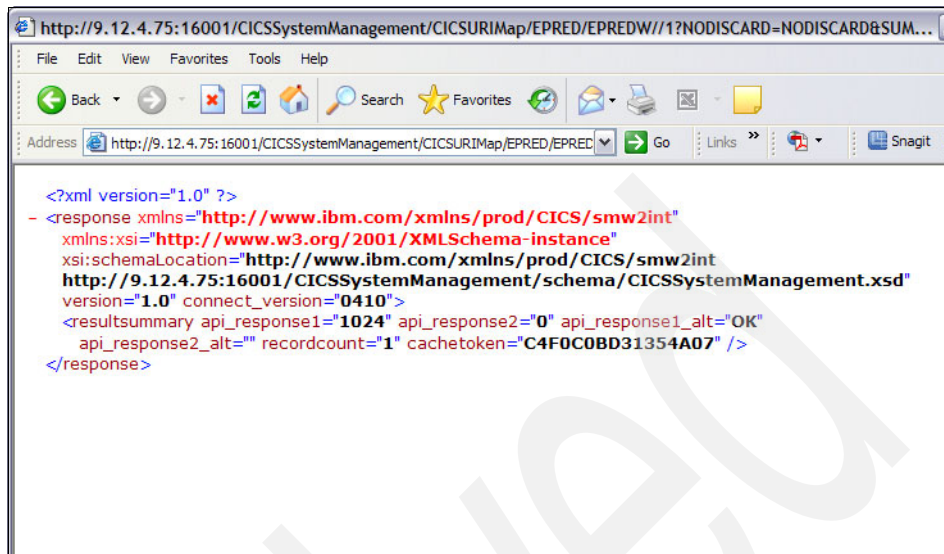 http://9.12.4.75:16001/CICSSystemManagement/CICSURIMap/EPRED/EPREDW//1?NODISCARD=NODISCARD&SUM...
File Edit View Favorites Tools Help
Back Search Favorites
Address http://9.12.4.75:16001/CICSSystemManagement/CICSURIMap/EPRED/EPRED Go Links » Snagit
<?xml version="1.0" ?>
- <response xmlns="http://www.ibm.com/xmlns/prod/CICS/smw2int"
xmlns:xsi="http://www.w3.org/2001/XMLSchema-instance"
xsi:schemaLocation="http://www.ibm.com/xmlns/prod/CICS/smw2int
http://9.12.4.75:16001/CICSSystemManagement/schema/CICSSystemManagement.xsd"
version="1.0" connect_version="0410">
<resultsummary api_response1="1024" api_response2="0" api_response1_alt="OK"
api_response2_alt="" recordcount="1" cachetoken="C4F0C0BD31354A07" />
</response>